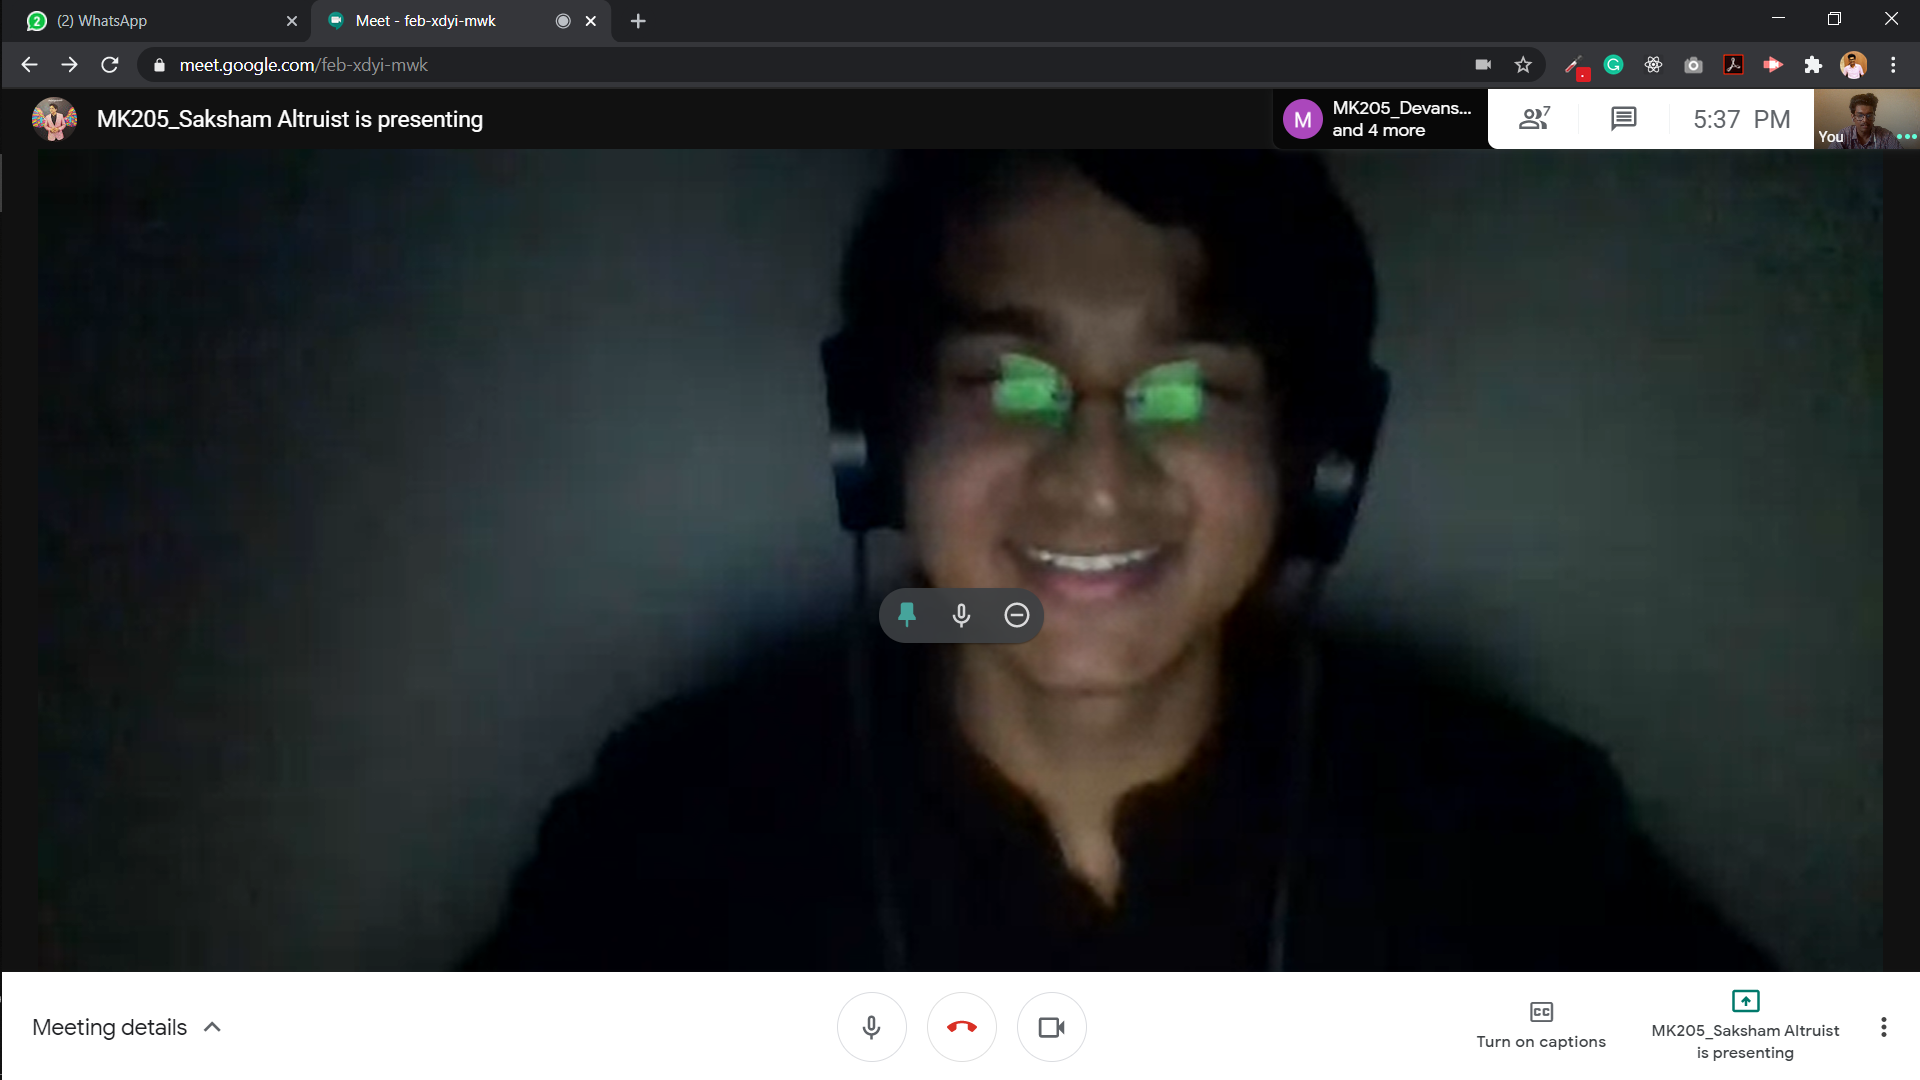 2
(2) WhatsApp
Meet - feb-xdyi-mwk
meet.google.com/feb-xdyi-mwk
MK205_Saksham Altruist is presenting
M
MK205_Devans...
and 4 more
7
5:37 PM
You
Meeting details
CC
Turn on captions
MK205_Saksham Altruist
is presenting